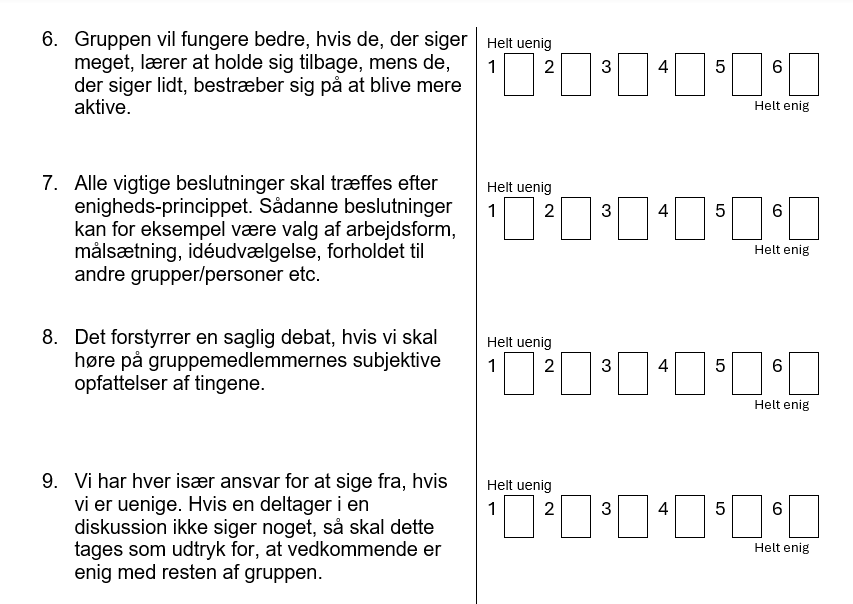 6. Gruppen vil fungere bedre, hvis de, der siger
meget, lærer at holde sig tilbage, mens de,
der siger lidt, bestræber sig på at blive mere
aktive.
Helt uenig
1 2 3 4 5 6
Helt enig
7. Alle vigtige beslutninger skal træffes efter
enigheds-princippet. Sådanne beslutninger
kan for eksempel være valg af arbejdsform,
målsætning, idéudvælgelse, forholdet til
andre grupper/personer etc.
Helt uenig
1 2 3 4 5 6
Helt enig
8. Det forstyrrer en saglig debat, hvis vi skal
høre på gruppemedlemmernes subjektive
opfattelser af tingene.
Helt uenig
1 2 3 4 5 6
Helt enig
9. Vi har hver især ansvar for at sige fra, hvis
vi er uenige. Hvis en deltager i en
diskussion ikke siger noget, så skal dette
tages som udtryk for, at vedkommende er
enig med resten af gruppen.
Helt uenig
1 2 3 4 5 6
Helt enig